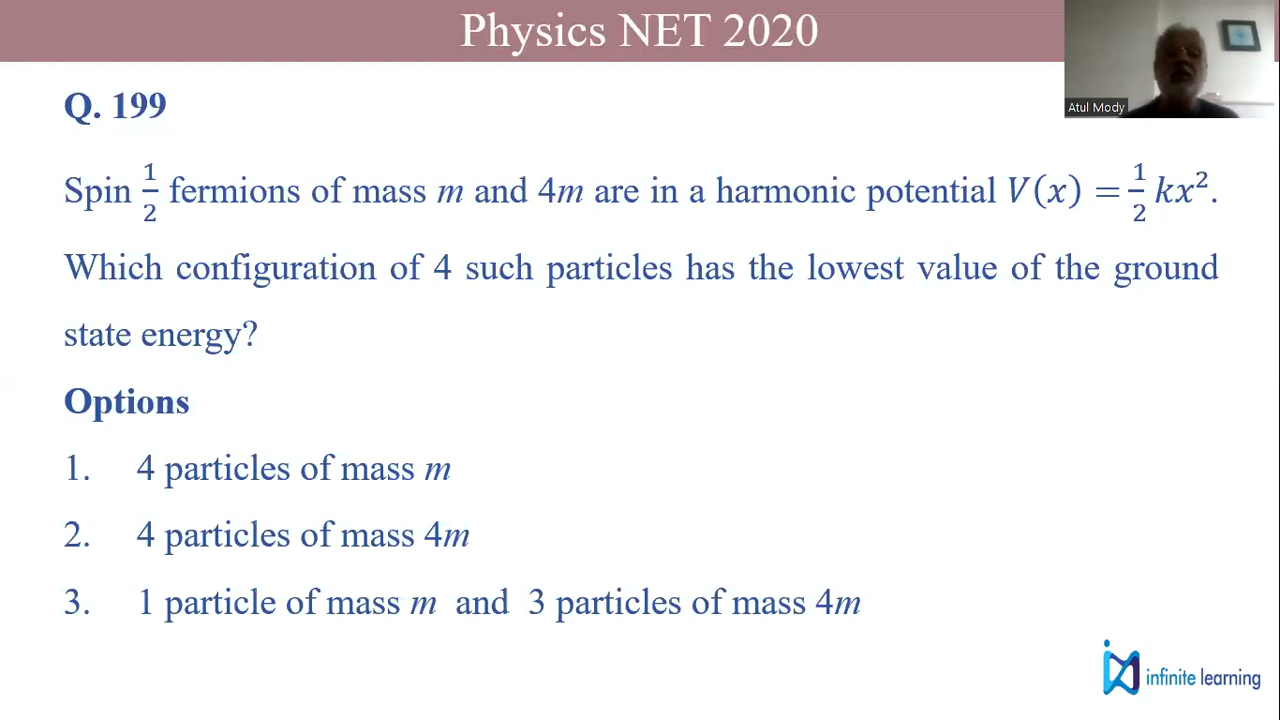 Physics NET 2020
Atul Mody
Q. 199
Spin 1/2 fermions of mass m and 4m are in a harmonic potential V(x) = 1/2 kx².
Which configuration of 4 such particles has the lowest value of the ground
state energy?
Options
1. 4 particles of mass m
2. 4 particles of mass 4m
3. 1 particle of mass m and 3 particles of mass 4m
infinite learning